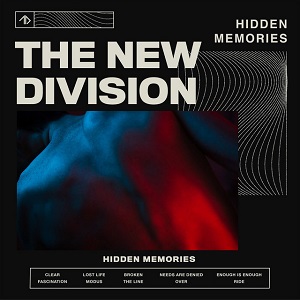 HIDDEN
MEMORIES
THE NEW
DIVISION
HIDDEN MEMORIES
CLEAR
FASCINATION
LOST LIFE
MODUS
BROKEN
THE LINE
NEEDS ARE DENIED
OVER
ENOUGH IS ENOUGH
RIDE